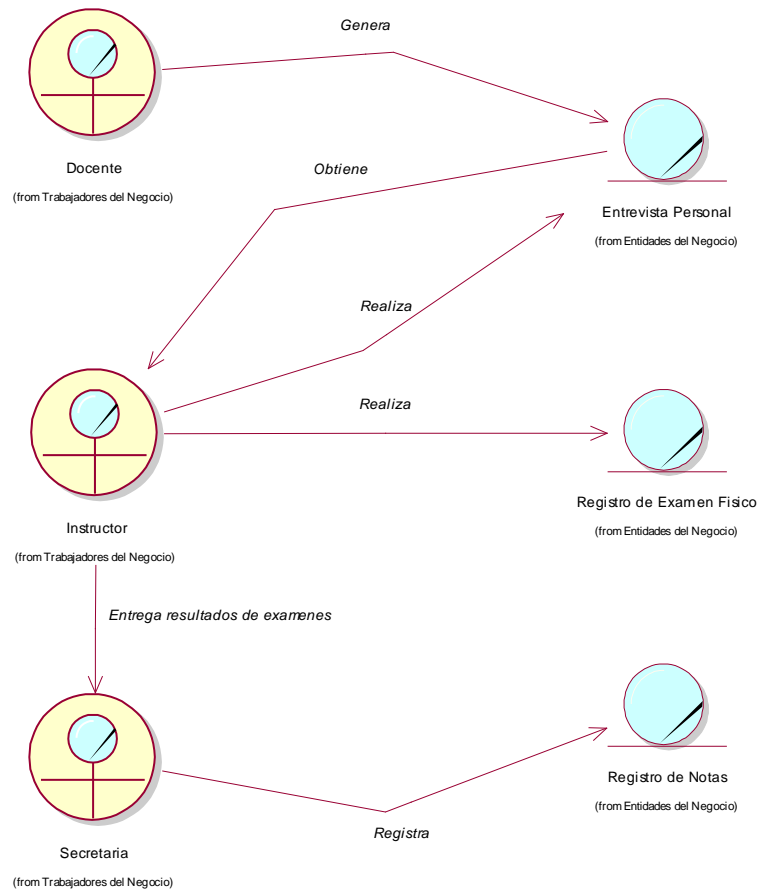 Genera
Docente
(from Trabajadores del Negocio)
Obtiene
Entrevista Personal
(from Entidades del Negocio)
Realiza
Realiza
Instructor
(from Trabajadores del Negocio)
Registro de Examen Fisico
(from Entidades del Negocio)
Entrega resultados de examenes
Registro de Notas
(from Entidades del Negocio)
Registra
Secretaria
(from Trabajadores del Negocio)